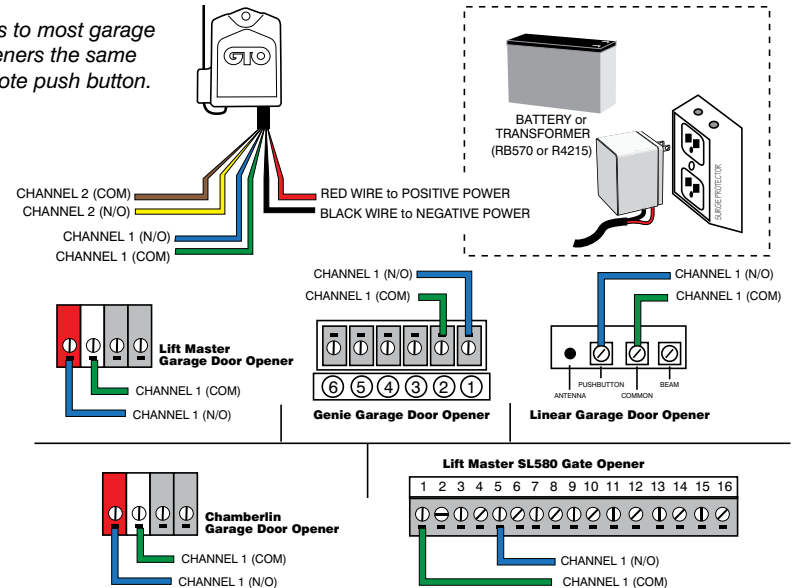 s to most garage
eners the same
ote push button.
GTO
BATTERY or
TRANSFORMER
(RB570 or R4215)
SURGE PROTECTOR
CHANNEL 2 (COM)
CHANNEL 2 (N/O)
CHANNEL 1 (N/O)
CHANNEL 1 (COM)
RED WIRE to POSITIVE POWER
BLACK WIRE to NEGATIVE POWER
Lift Master
Garage Door Opener
CHANNEL 1 (COM)
CHANNEL 1 (N/O)
CHANNEL 1 (N/O)
CHANNEL 1 (COM)
6 5 4 3 2 1
Genie Garage Door Opener
CHANNEL 1 (N/O)
CHANNEL 1 (COM)
ANTENNA PUSHBUTTON COMMON BEAM
Linear Garage Door Opener
Chamberlin
Garage Door Opener
CHANNEL 1 (COM)
CHANNEL 1 (N/O)
Lift Master SL580 Gate Opener
1 2 3 4 5 6 7 8 9 10 11 12 13 14 15 16
CHANNEL 1 (N/O)
CHANNEL 1 (COM)